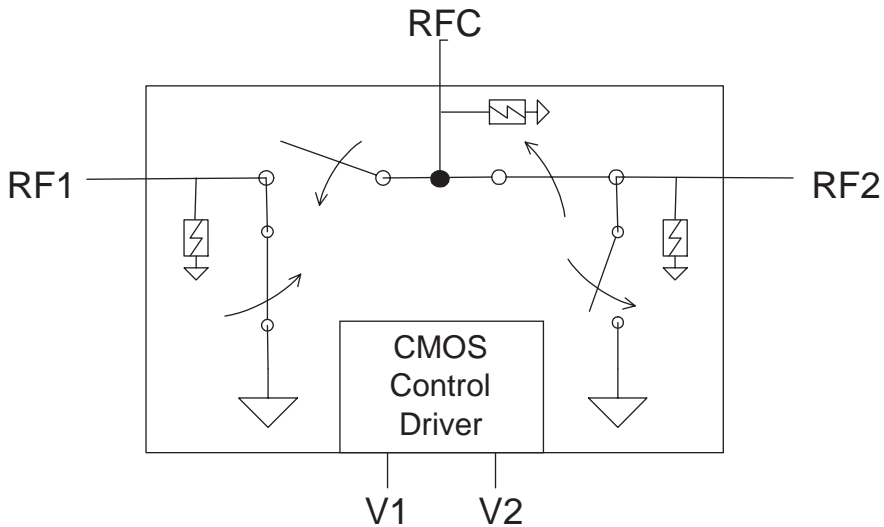 RFC
RF1
RF2
CMOS
Control
Driver
V1
V2